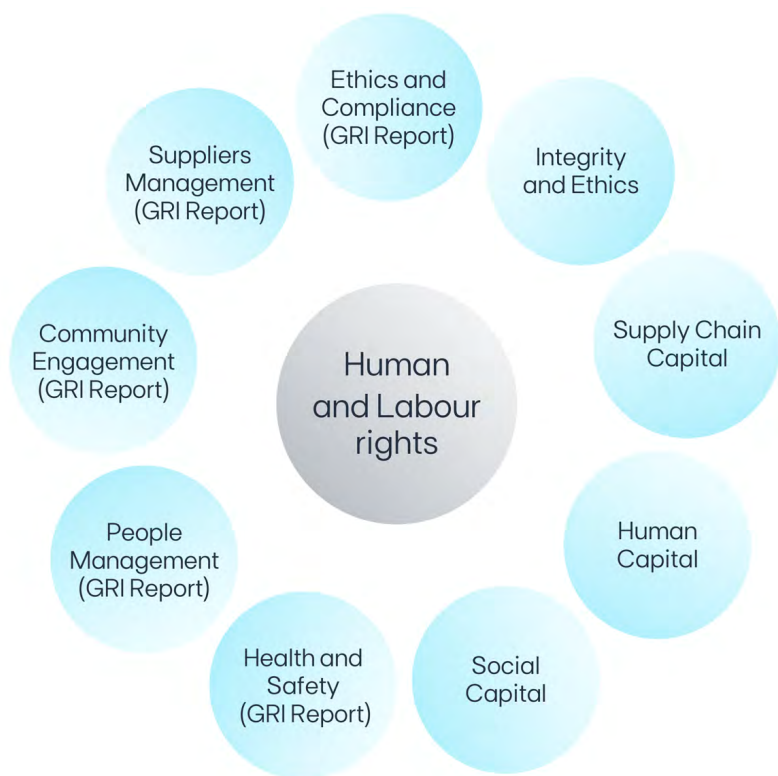 Ethics and
Compliance
(GRI Report)
Integrity
and Ethics
Supply Chain
Capital
Human
Capital
Social
Capital
Health and
Safety
(GRI Report)
People
Management
(GRI Report)
Community
Engagement
(GRI Report)
Suppliers
Management
(GRI Report)
Human
and Labour
rights